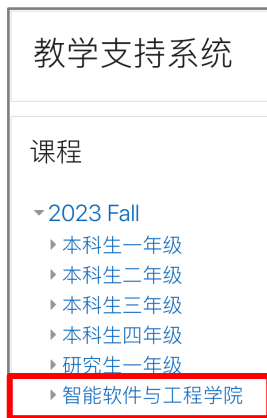 教学支持系统
课程
2023 Fall
本科生一年级
本科生二年级
本科生三年级
本科生四年级
研究生一年级
智能软件与工程学院